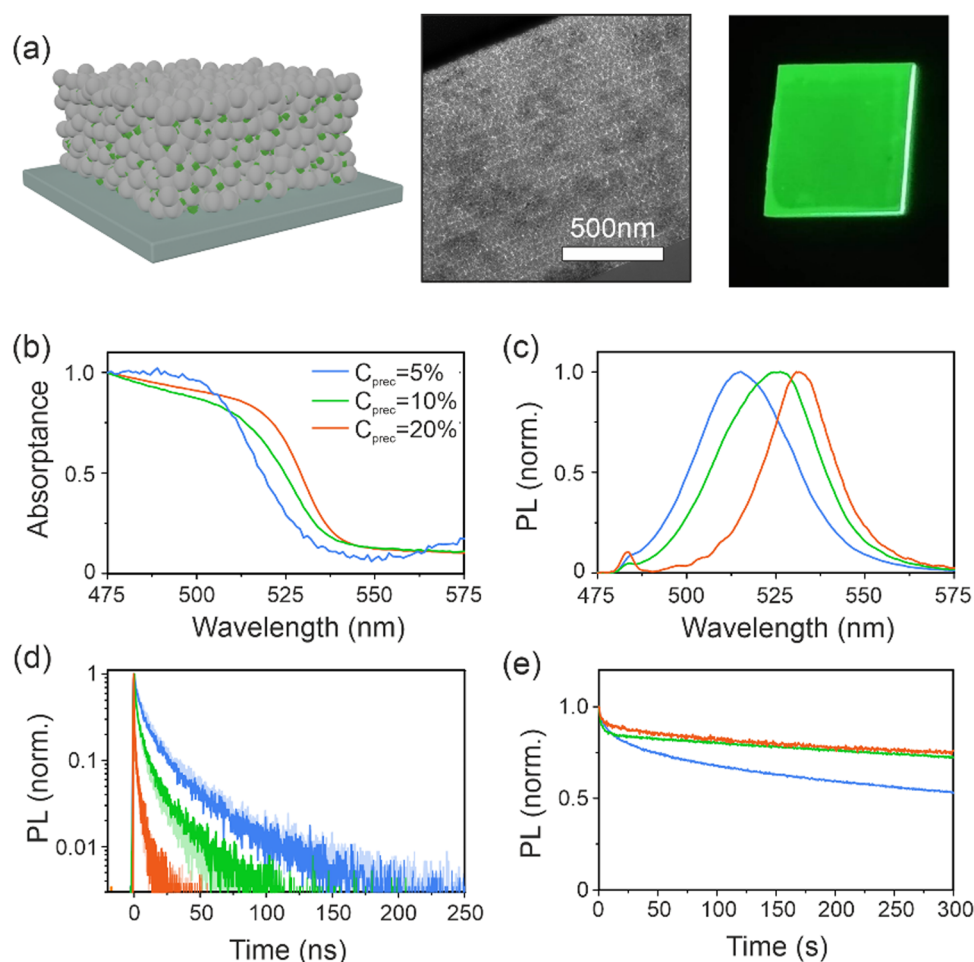 (a)
500nm
(b)
Absorptance
1.0
0.5
0
475 500 525 550 575
Wavelength (nm)
C_prec=5%
C_prec=10%
C_prec=20%
(c)
PL (norm.)
1.0
0.5
0
475 500 525 550 575
Wavelength (nm)
(d)
PL (norm.)
1
0.1
0.01
0 50 100 150 200 250
Time (ns)
(e)
PL (norm.)
1.0
0.5
0
0 50 100 150 200 250 300
Time (s)